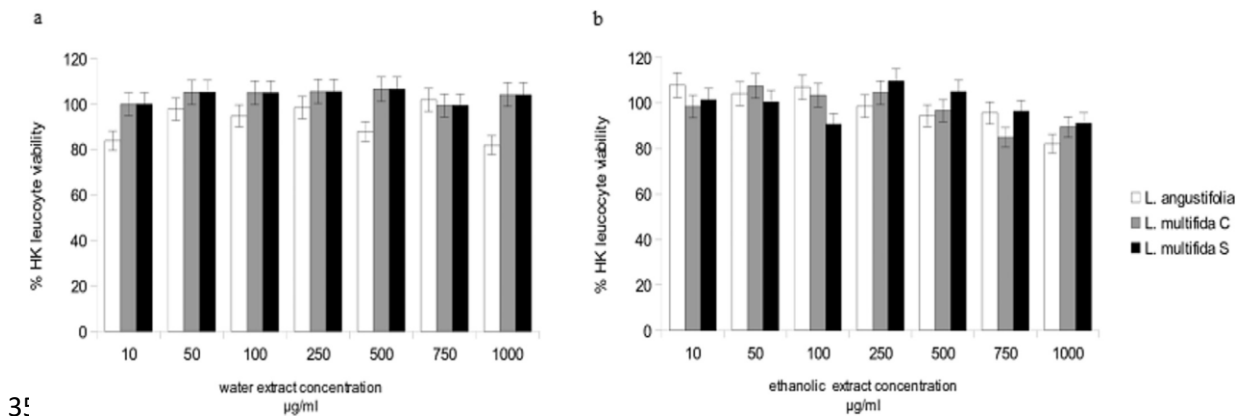 a
120
100
80
60
40
20
0
% HK leucoyte viability
10 50 100 250 500 750 1000
water extract concentration
µg/ml
b
120
100
80
60
40
20
0
% HK leucocyte viability
10 50 100 250 500 750 1000
ethanolic extract concentration
µg/ml
L. angustifolia
L. multifida C
L. multifida S